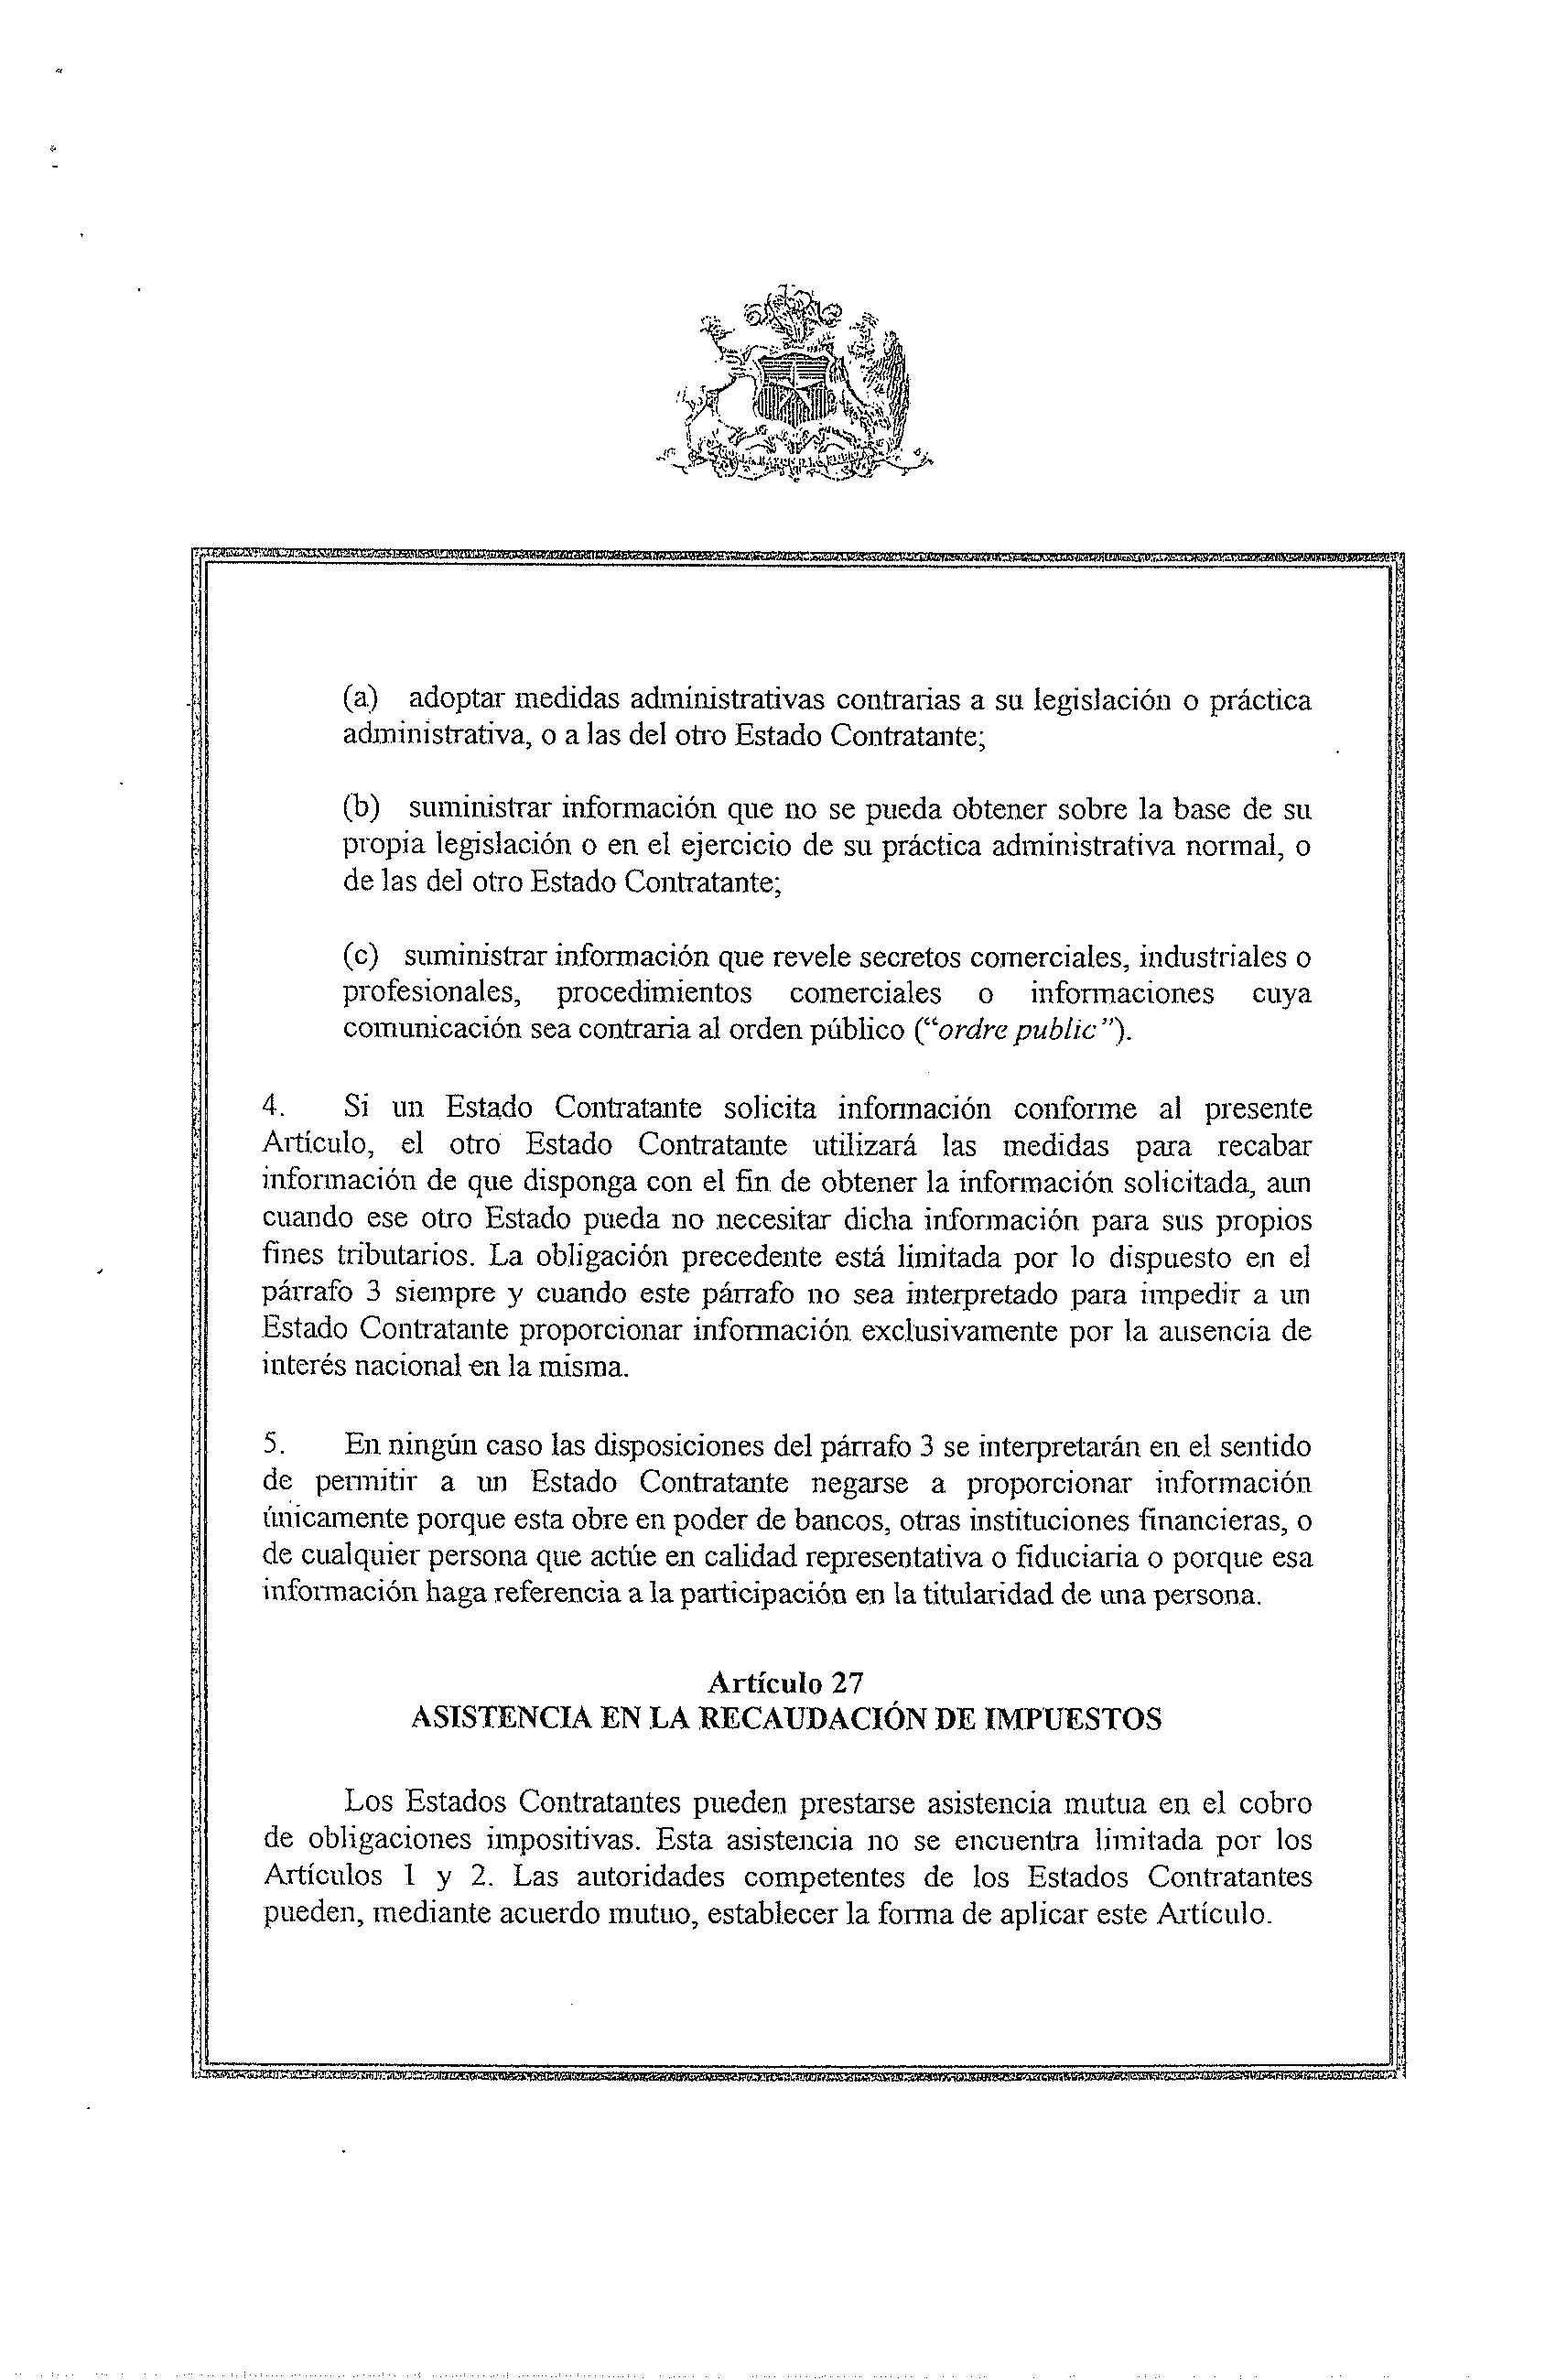 (a) adoptar medidas administrativas contrarias a su legislación o práctica
administrativa, o a las del otro Estado Contratante;
(b) suministrar información que no se pueda obtener sobre la base de su
propia legislación o en el ejercicio de su práctica administrativa normal, o
de las del otro Estado Contratante;
(c) suministrar información que revele secretos comerciales, industriales o
profesionales, procedimientos comerciales o informaciones cuya
comunicación sea contraria al orden público (“ordre public”).
4. Si un Estado Contratante solicita información conforme al presente
Artículo, el otro Estado Contratante utilizará las medidas para recabar
información de que disponga con el fin de obtener la información solicitada, aun
cuando ese otro Estado pueda no necesitar dicha información para sus propios
fines tributarios. La obligación precedente está limitada por lo dispuesto en el
párrafo 3 siempre y cuando este párrafo no sea interpretado para impedir a un
Estado Contratante proporcionar información exclusivamente por la ausencia de
interés nacional en la misma.
5. En ningún caso las disposiciones del párrafo 3 se interpretarán en el sentido
de permitir a un Estado Contratante negarse a proporcionar información
únicamente porque esta obre en poder de bancos, otras instituciones financieras, o
de cualquier persona que actúe en calidad representativa o fiduciaria o porque esa
información haga referencia a la participación en la titularidad de una persona.
Artículo 27
ASISTENCIA EN LA RECAUDACIÓN DE IMPUESTOS
Los Estados Contratantes pueden prestarse asistencia mutua en el cobro
de obligaciones impositivas. Esta asistencia no se encuentra limitada por los
Artículos 1 y 2. Las autoridades competentes de los Estados Contratantes
pueden, mediante acuerdo mutuo, establecer la forma de aplicar este Artículo.